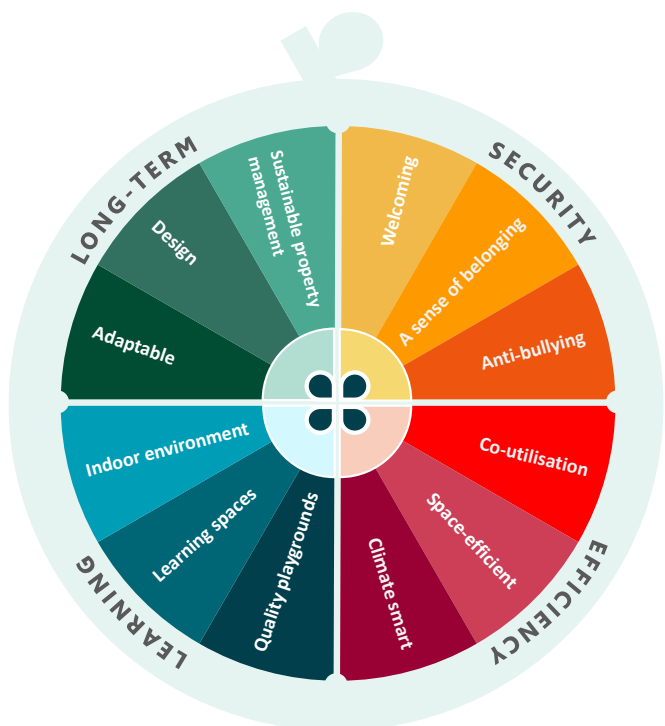 LONG-TERM
Adaptable
Design
Sustainable property
management
SECURITY
Welcoming
A sense of belonging
Anti-bullying
EFFICIENCY
Co-utilisation
Space-efficient
Climate smart
LEARNING
Quality playgrounds
Learning spaces
Indoor environment